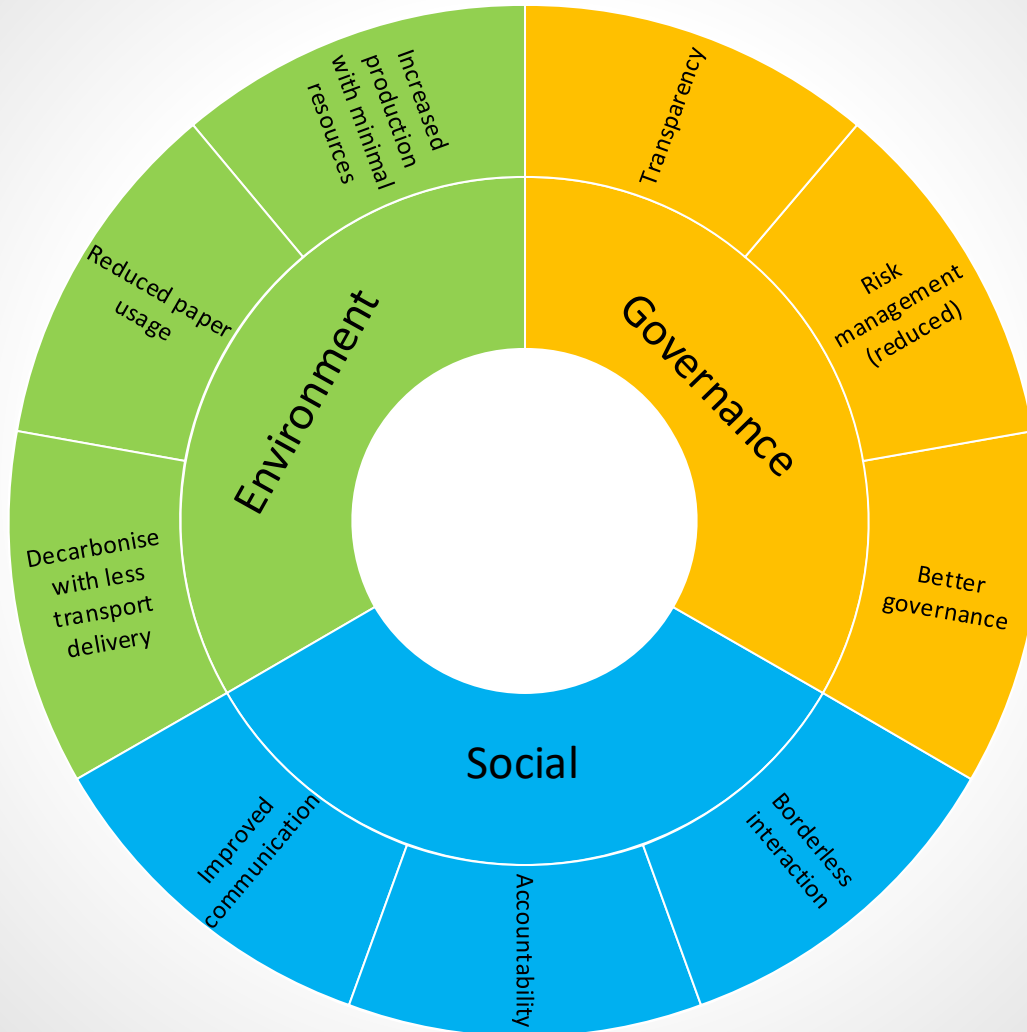 Increased
production
with minimal
resources
Transparency
Reduced paper
usage
Risk
management
(reduced)
Environment
Governance
Decarbonise
with less
transport
delivery
Better
governance
Social
Improved
communication
Accountability
Borderless
interaction